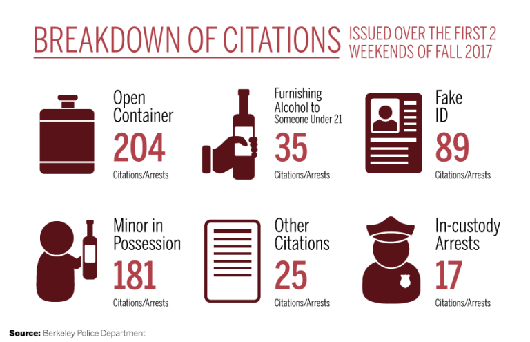 BREAKDOWN OF CITATIONS
ISSUED OVER THE FIRST 2
WEEKENDS OF FALL 2017
Open
Container
204
Citations/Arrests
Furnishing
Alcohol to
Someone Under 21
35
Citations/Arrests
Fake
ID
89
Citations/Arrests
Minor in
Possession
181
Citations/Arrests
Other
Citations
25
Citations/Arrests
In-custody
Arrests
17
Citations/Arrests
Source: Berkeley Police Department